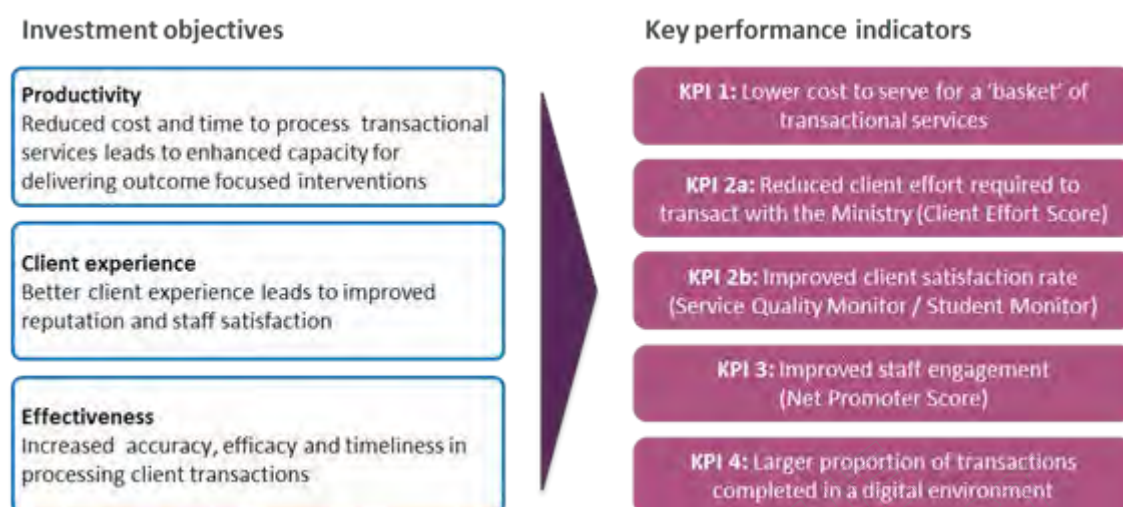 Investment objectives
Productivity
Reduced cost and time to process transactional
services leads to enhanced capacity for
delivering outcome focused interventions
Client experience
Better client experience leads to improved
reputation and staff satisfaction
Effectiveness
Increased accuracy, efficacy and timeliness in
processing client transactions
Key performance indicators
KPI 1: Lower cost to serve for a 'basket' of
transactional services
KPI 2a: Reduced client effort required to
transact with the Ministry (Client Effort Score)
KPI 2b: Improved client satisfaction rate
(Service Quality Monitor / Student Monitor)
KPI 3: Improved staff engagement
(Net Promoter Score)
KPI 4: Larger proportion of transactions
completed in a digital environment